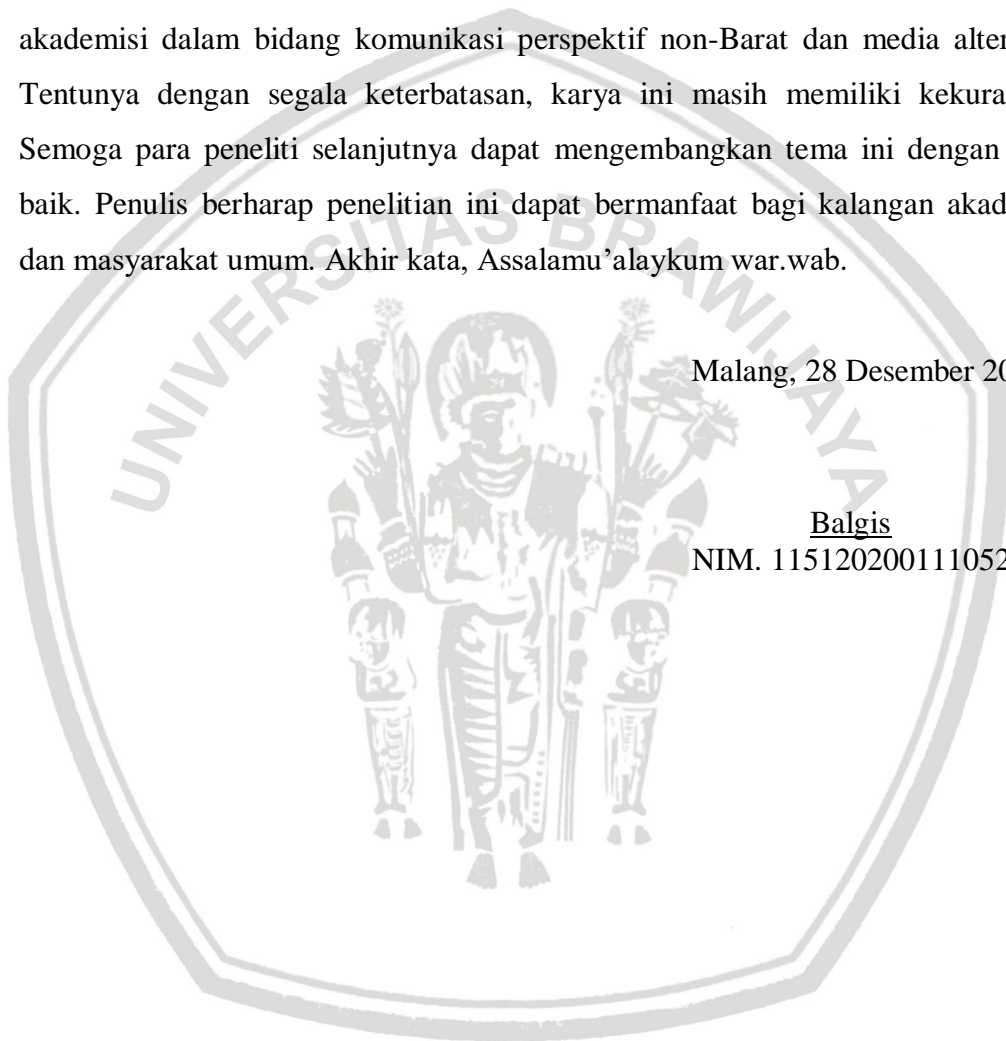 akademisi dalam bidang komunikasi perspektif non-Barat dan media alter
Tentunya dengan segala keterbatasan, karya ini masih memiliki kekura
Semoga para peneliti selanjutnya dapat mengembangkan tema ini dengan
baik. Penulis berharap penelitian ini dapat bermanfaat bagi kalangan akad
dan masyarakat umum. Akhir kata, Assalamu’alaykum war.wab.
UNIVERSITAS BRAWIJAYA
Malang, 28 Desember 20
Balgis
NIM. 115120200111052